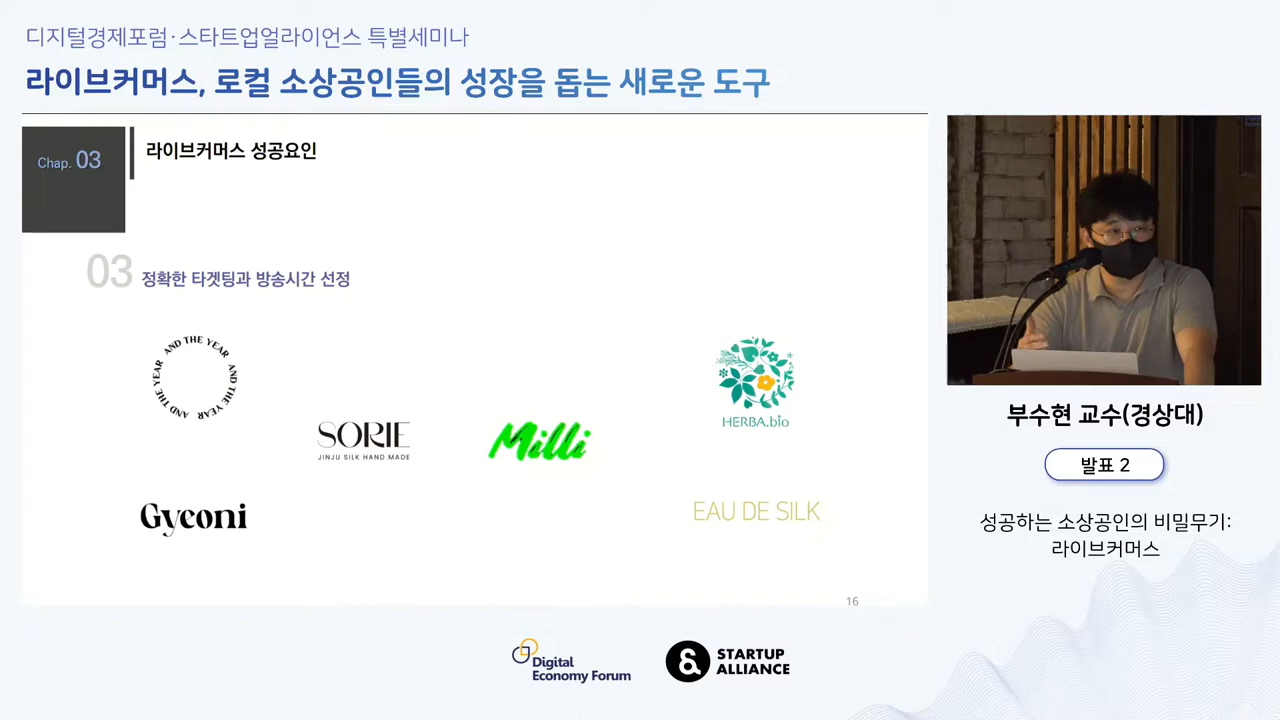 디지털경제포럼·스타트업얼라이언스 특별세미나
라이브커머스, 로컬 소상공인들의 성장을 돕는 새로운 도구
Chap. 03
라이브커머스 성공요인
03 정확한 타겟팅과 방송시간 선정
AND THE YEAR AND THE YEAR AND THE YEAR
SORIE
JINJU SILK HAND MADE
Milli
HERBA.bio
Gyeoni
EAU DE SILK
16
부수현 교수(경상대)
발표 2
성공하는 소상공인의 비밀무기:
라이브커머스
Digital
Economy Forum
&
STARTUP
ALLIANCE